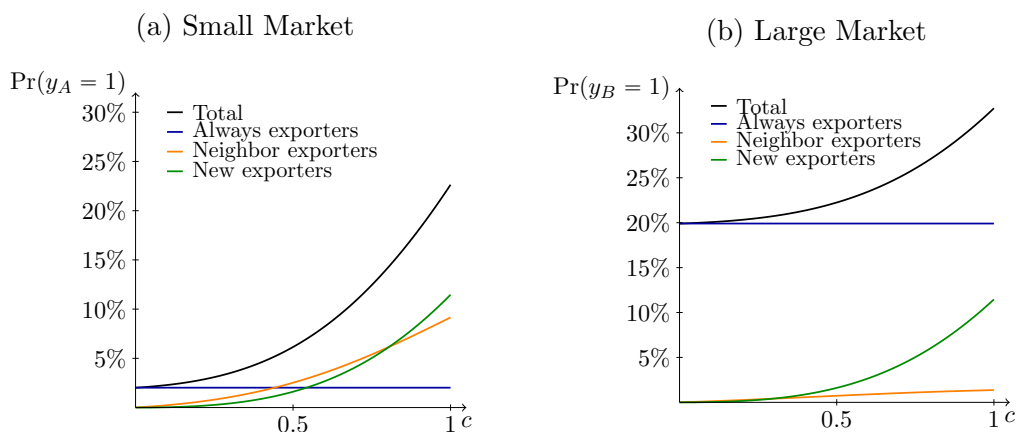 (a) Small Market
Pr(y_A = 1)
30%
25%
20%
15%
10%
5%
Total
Always exporters
Neighbor exporters
New exporters
0.5
1
c
(b) Large Market
Pr(y_B = 1)
30%
25%
20%
15%
10%
5%
Total
Always exporters
Neighbor exporters
New exporters
0.5
1
c